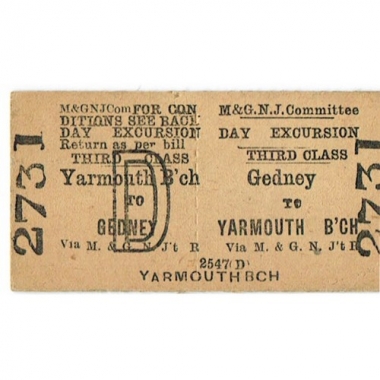 2731
M&GNJCom FOR CON
DITIONS SEE BACK
DAY EXCURSION
Return as per bill
THIRD CLASS
Yarmouth B'ch
TO
GEDNEY
Via M. & G. N. J't R
D
M&G.N.J. Committee
DAY EXCURSION
THIRD CLASS
Gedney
TO
YARMOUTH B'CH
Via M. & G. N. J't R
2547(D)
YARMOUTH BCH
2731